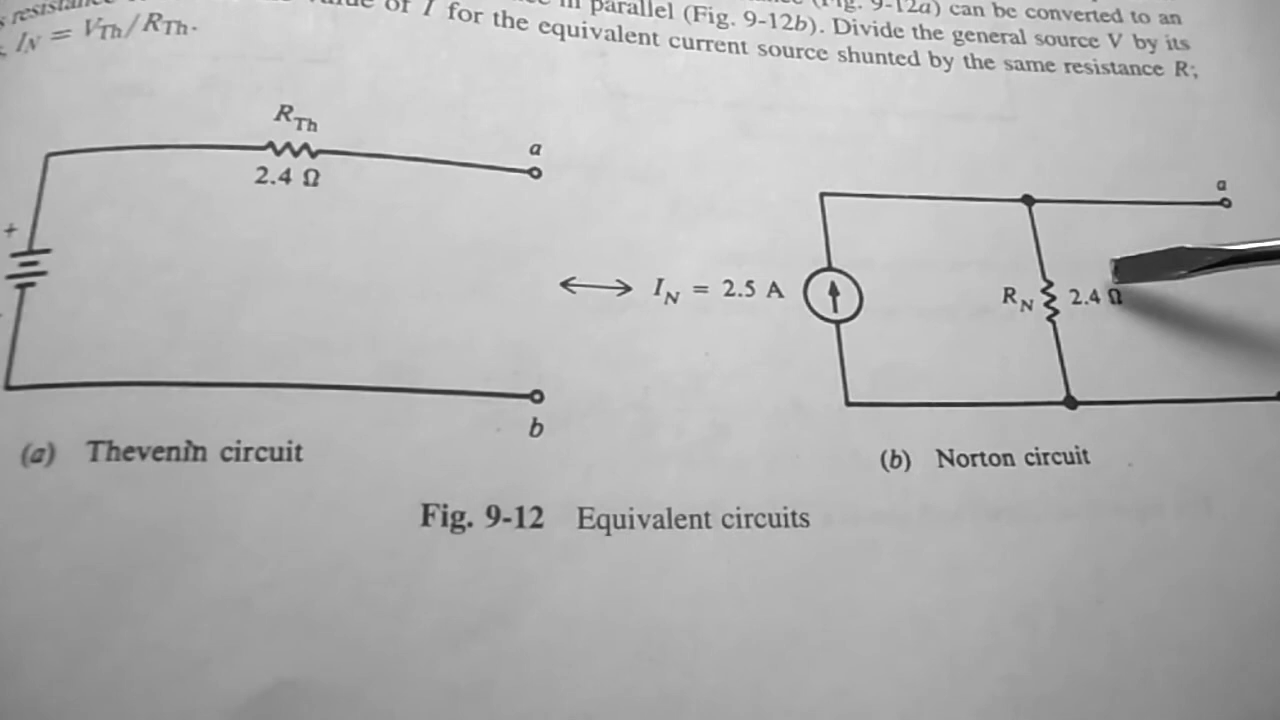 parallel (Fig. 9-12b). Divide the general source V by its
9-12a) can be converted to an
of I for the equivalent current source shunted by the same resistance R;
I_N = V_Th/R_Th.
R_Th
2.4 Ω
a
+
b
(a) Thevenin circuit
I_N = 2.5 A
R_N
2.4 Ω
a
(b) Norton circuit
Fig. 9-12 Equivalent circuits